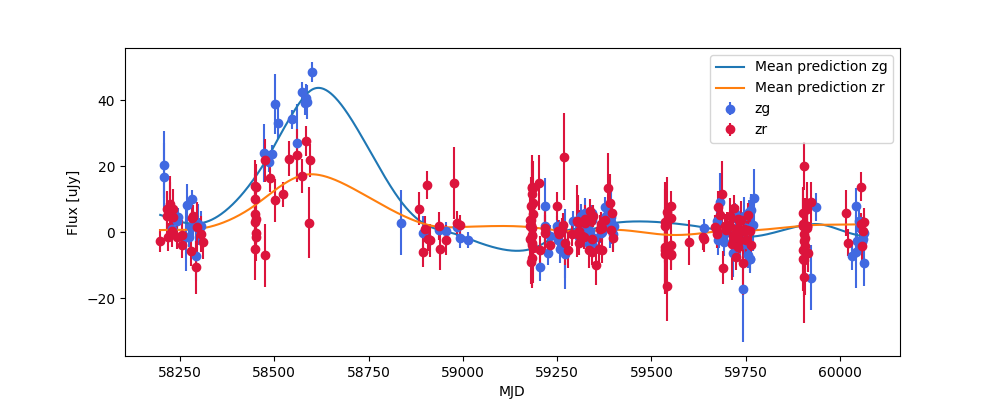 Mean prediction zg
Mean prediction zr
zg
zr
40
20
0
−20
Flux [uJy]
58250 58500 58750 59000 59250 59500 59750 60000
MJD